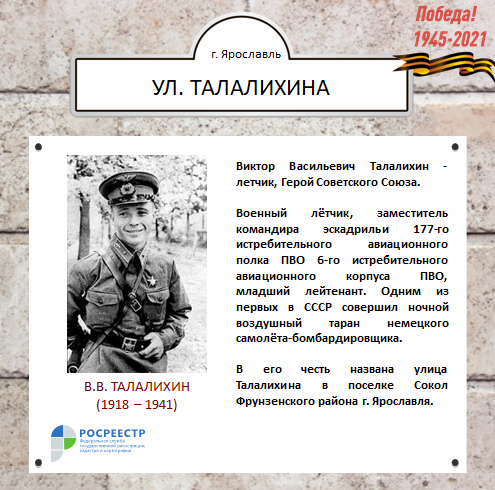 Победа!
1945-2021
г. Ярославль
УЛ. ТАЛАЛИХИНА
Виктор Васильевич Талалихин -
летчик, Герой Советского Союза.
Военный лётчик, заместитель
командира эскадрильи 177-го
истребительного авиационного
полка ПВО 6-го истребительного
авиационного корпуса ПВО,
младший лейтенант. Одним из
первых в СССР совершил ночной
воздушный таран немецкого
самолёта-бомбардировщика.
В его честь названа улица
Талалихина в поселке Сокол
Фрунзенского района г. Ярославля.
В.В. ТАЛАЛИХИН
(1918 – 1941)
РОСРЕЕСТР
Федеральная служба
государственной регистрации,
кадастра и картографии